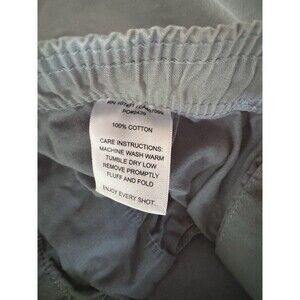 100% COTTON
CARE INSTRUCTIONS:
MACHINE WASH WARM
TUMBLE DRY LOW
REMOVE PROMPTLY
FLUFF AND FOLD
ENJOY EVERY SHOT.